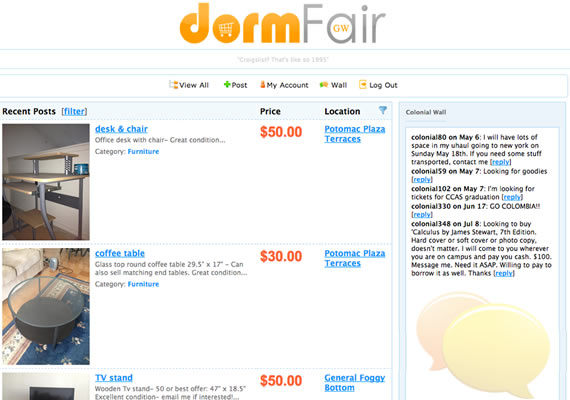 dormFair
GW
"Craigslist? That's like so 1995"
View All Post My Account Wall Log Out
Recent Posts [filter] Price Location
desk & chair
Office desk with chair- Great condition...
Category: Furniture
$50.00
Potomac Plaza
Terraces
coffee table
Glass top round coffee table 29.5" x 17" - Can
also sell matching end tables. Great condition...
Category: Furniture
$30.00
Potomac Plaza
Terraces
TV stand
Wooden Tv stand- 50 or best offer: 47" x 18.5"
Excellent condition- email me if interested!...
$50.00
General Foggy
Bottom
Colonial Wall
colonial80 on May 6: I will have lots of
space in my uhaul going to new york on
Sunday May 18th. If you need some stuff
transported, contact me [reply]
colonial59 on May 7: Looking for goodies
[reply]
colonial102 on May 7: I'm looking for
tickets for CCAS graduation [reply]
colonial330 on Jun 17: GO COLOMBIA!!
[reply]
colonial348 on Jul 8: Looking to buy
'Calculus by James Stewart, 7th Edition.
Hard cover or soft cover or photo copy,
doesn't matter. I will come to you wherever
you are on campus and pay you cash. $100.
Message me. Need it ASAP. Willing to pay to
borrow it as well. Thanks [reply]